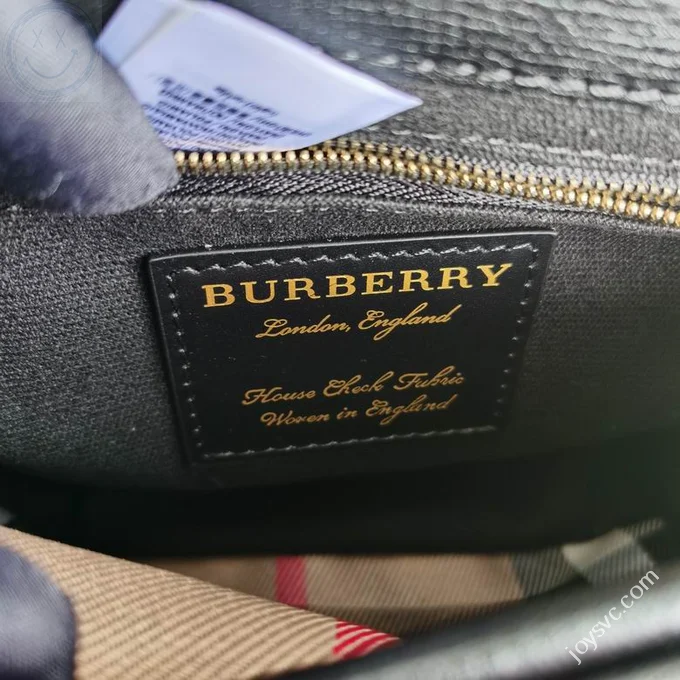 BURBERRY
London, England
House Check Fabric
Woven in England
joysvc.com